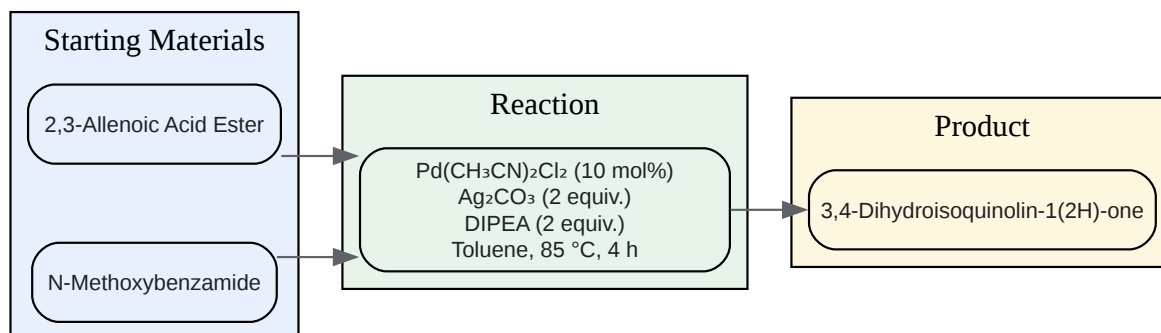 Starting Materials
2,3-Allenoic Acid Ester
N-Methoxybenzamide
Reaction
Pd(CH₃CN)₂Cl₂ (10 mol%)
Ag₂CO₃ (2 equiv.)
DIPEA (2 equiv.)
Toluene, 85 °C, 4 h
Product
3,4-Dihydroisoquinolin-1(2H)-one